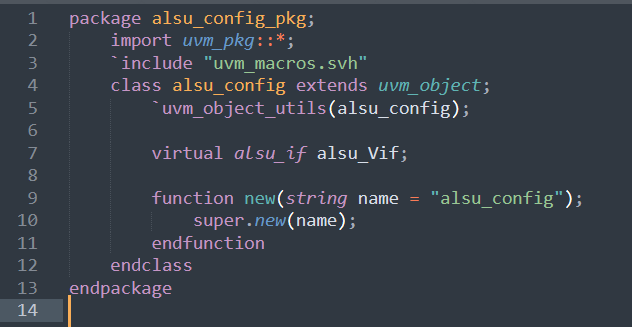 1 package alsu_config_pkg;
2 import uvm_pkg::*;
3 `include "uvm_macros.svh"
4 class alsu_config extends uvm_object;
5 `uvm_object_utils(alsu_config);
6
7 virtual alsu_if alsu_Vif;
8
9 function new(string name = "alsu_config");
10 super.new(name);
11 endfunction
12 endclass
13 endpackage
14